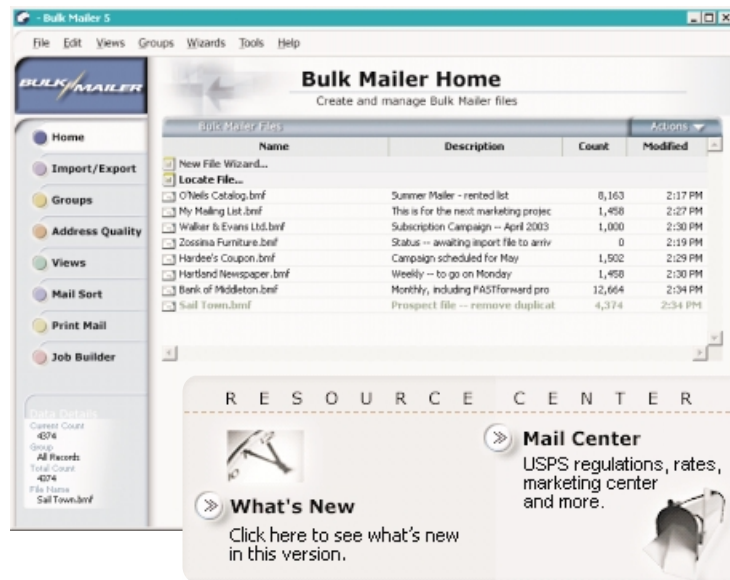 - Bulk Mailer 5
File Edit Views Groups Wizards Tools Help
BULK MAILER
Bulk Mailer Home
Create and manage Bulk Mailer files
Home
Import/Export
Groups
Address Quality
Views
Mail Sort
Print Mail
Job Builder
Bulk Mailer Files Actions
Name Description Count Modified
New File Wizard...
Locate File...
O'Neils Catalog.bmf Summer Mailer - rented list 8,163 2:17 PM
My Mailing List.bmf This is for the next marketing projec 1,458 2:27 PM
Walker & Evans Ltd.bmf Subscription Campaign -- April 2003 1,000 2:30 PM
Zossima Furniture.bmf Status -- awaiting import file to arriv 0 2:19 PM
Hardee's Coupon.bmf Campaign scheduled for May 1,502 2:29 PM
Hartland Newspaper.bmf Weekly -- to go on Monday 1,458 2:30 PM
Bank of Middleton.bmf Monthly, including FASTforward pro 12,664 2:34 PM
Sail Town.bmf Prospect file -- remove duplicat 4,374 2:34 PM
Data Details
Current Count
4374
Group
All Records
Total Count
4374
File Name
Sail Town.bmf
RESOURCE CENTER
What's New
Click here to see what's new
in this version.
Mail Center
USPS regulations, rates,
marketing center
and more.